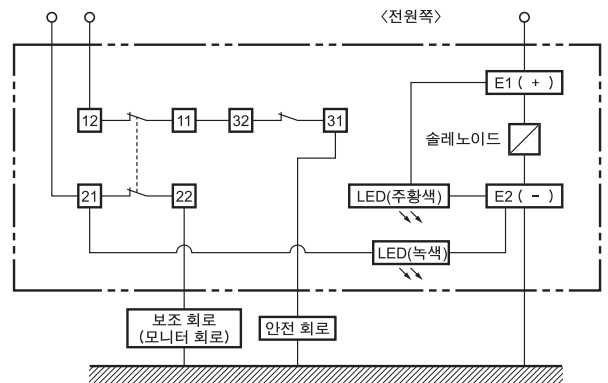 〈전원쪽〉
E1 ( + )
12
11
32
31
솔레노이드
21
22
LED(주황색)
E2 ( − )
LED(녹색)
보조 회로
(모니터 회로)
안전 회로